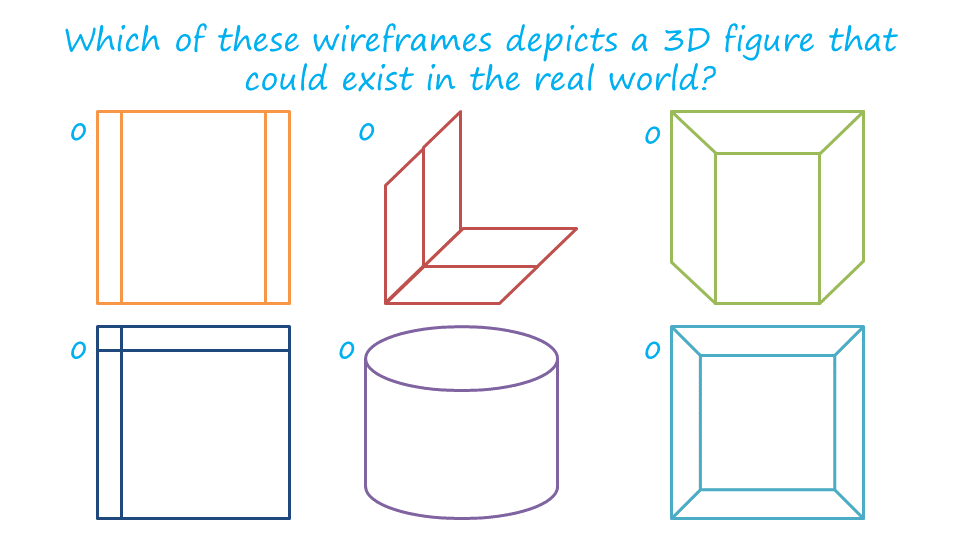 Which of these wireframes depicts a 3D figure that
could exist in the real world?
o
o
o
o
o
o